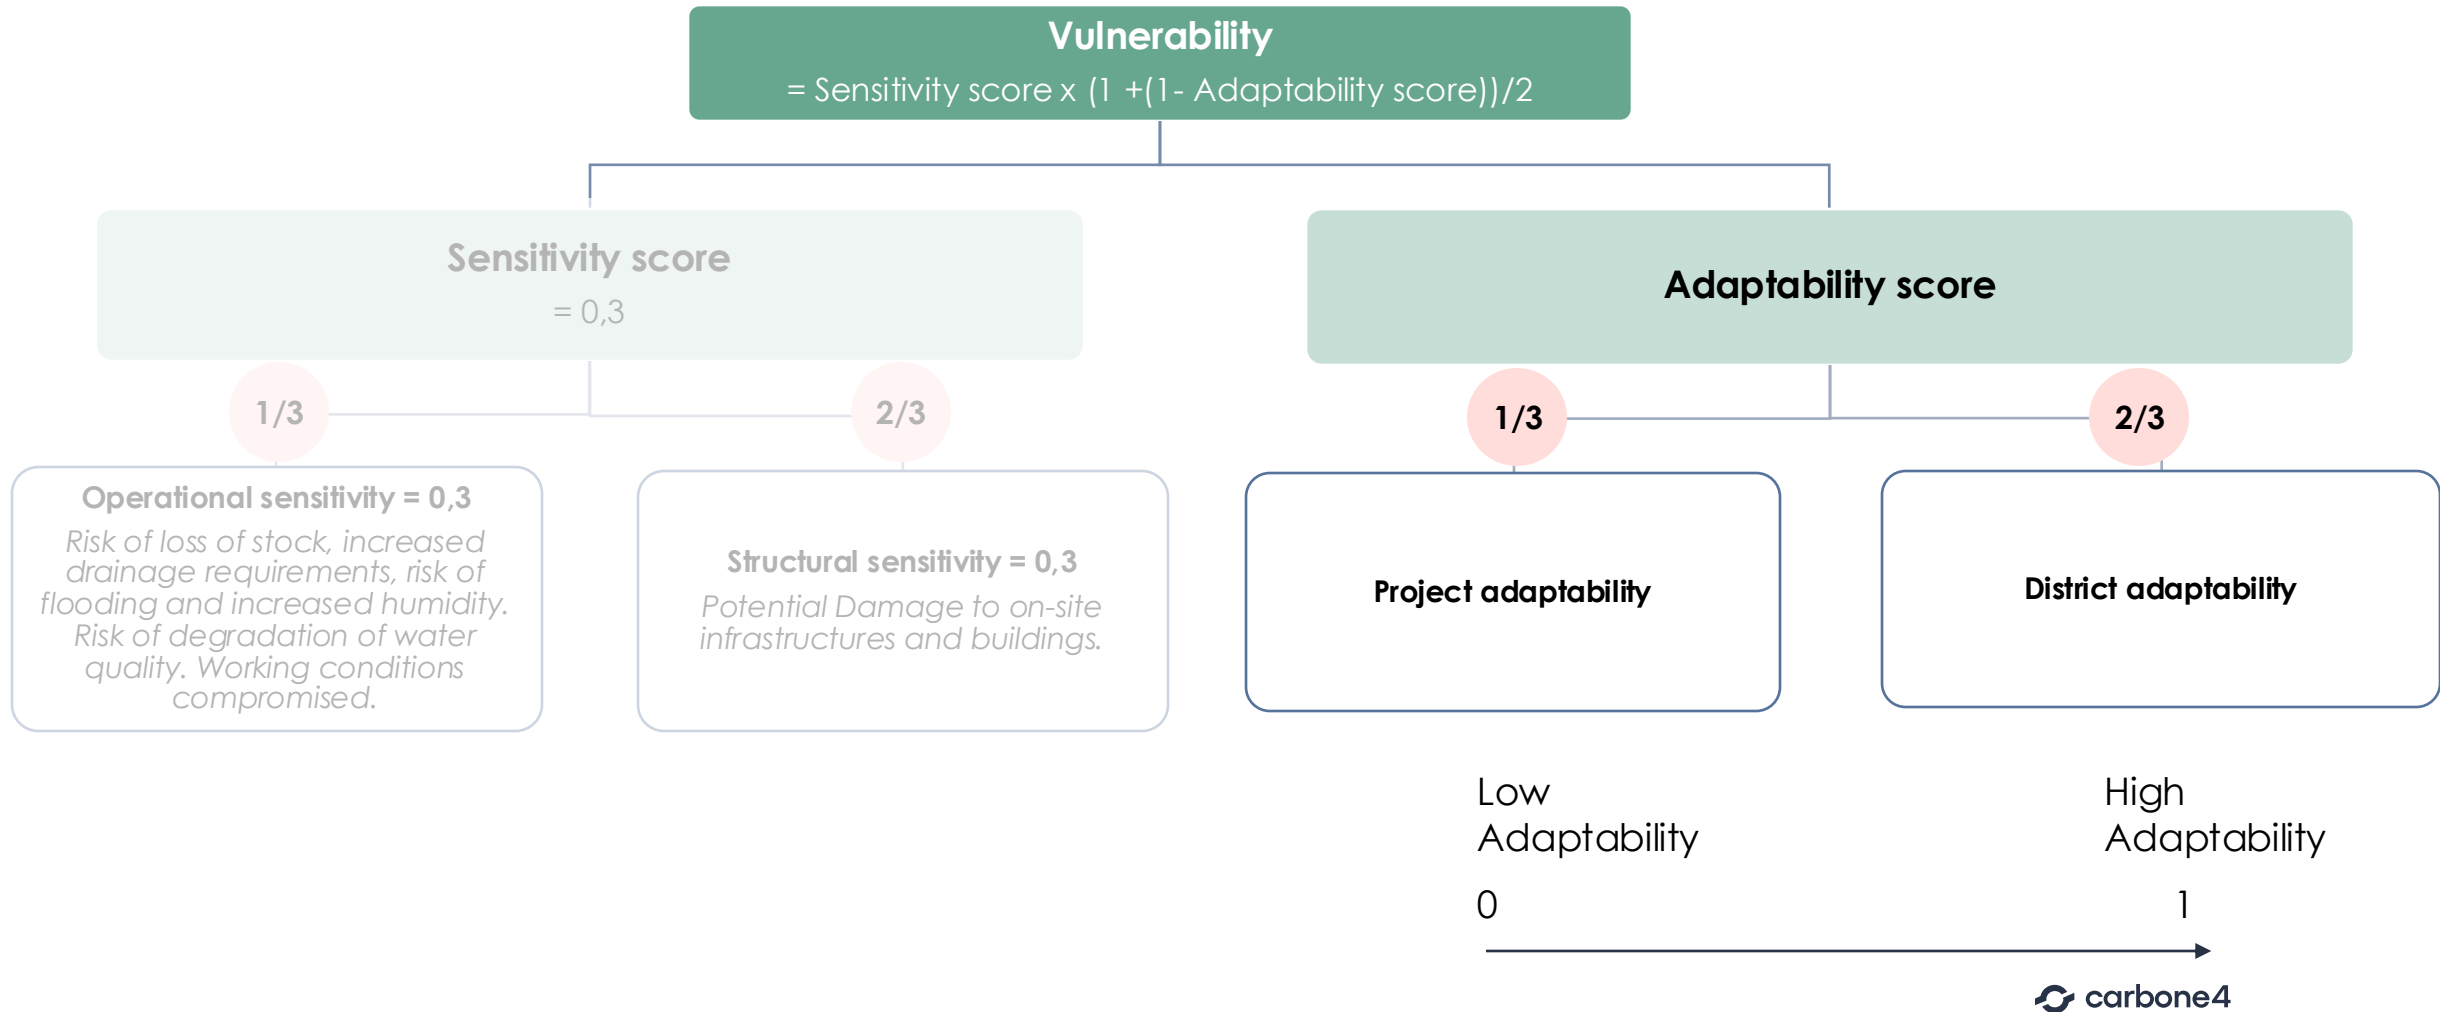 Vulnerability
= Sensitivity score x (1 +(1- Adaptability score))/2
Sensitivity score
= 0,3
Adaptability score
1/3
2/3
1/3
2/3
Operational sensitivity = 0,3
Risk of loss of stock, increased
drainage requirements, risk of
flooding and increased humidity.
Risk of degradation of water
quality. Working conditions
compromised.
Structural sensitivity = 0,3
Potential Damage to on-site
infrastructures and buildings.
Project adaptability
District adaptability
Low
Adaptability
High
Adaptability
0
1
carbone4